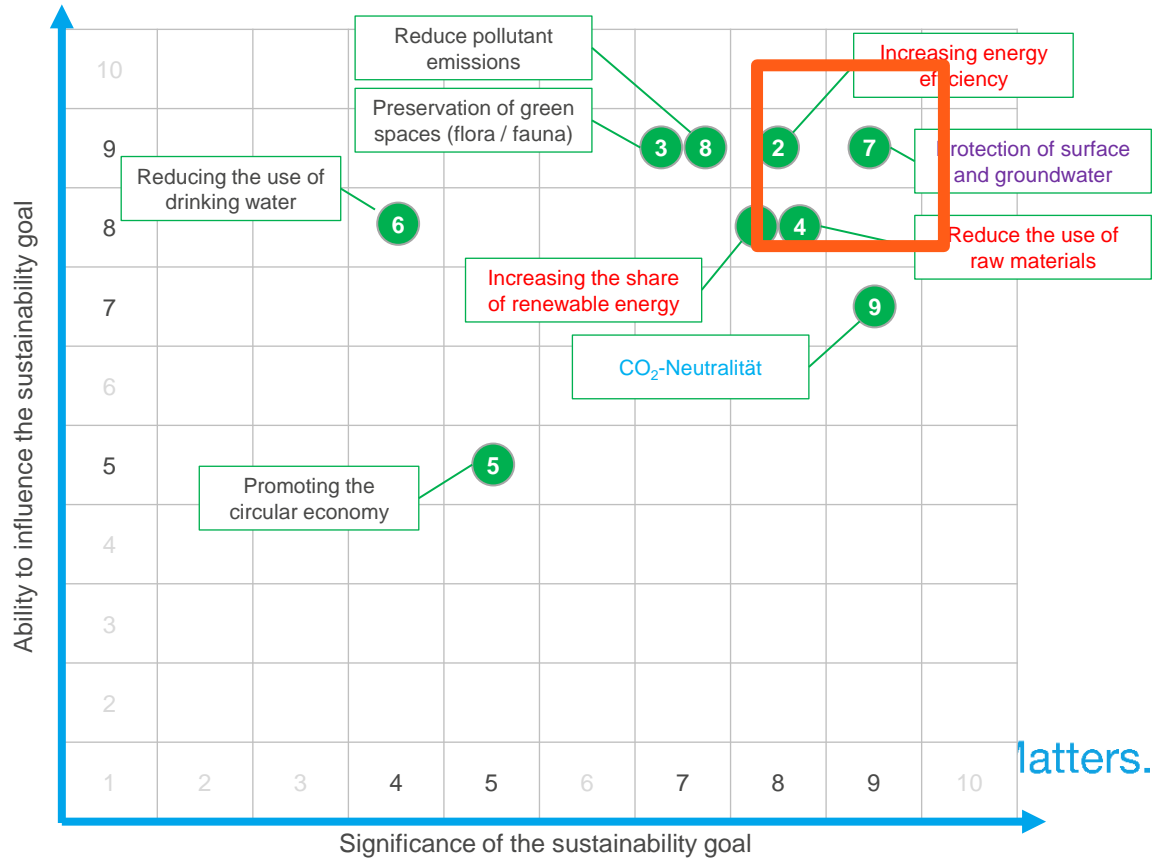 Reduce pollutant
emissions
Increasing energy
efficiency
10
Preservation of green
spaces (flora / fauna)
9
3
8
2
7
Protection of surface
and groundwater
Reducing the use of
drinking water
6
8
4
Reduce the use of
raw materials
Increasing the share
of renewable energy
7
9
CO₂-Neutralität
6
5
5
Promoting the
circular economy
4
3
2
1
2
3
4
5
6
7
8
9
10
Matters.
Ability to influence the sustainability goal
Significance of the sustainability goal